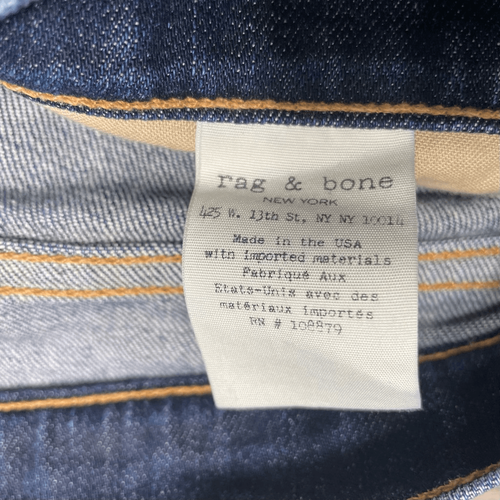 rag & bone
NEW YORK
425 W. 13th St, NY NY 10014
Made in the USA
with imported materials
Fabriqué Aux
Etats-Unis avec des
matériaux importés
RN # 108879